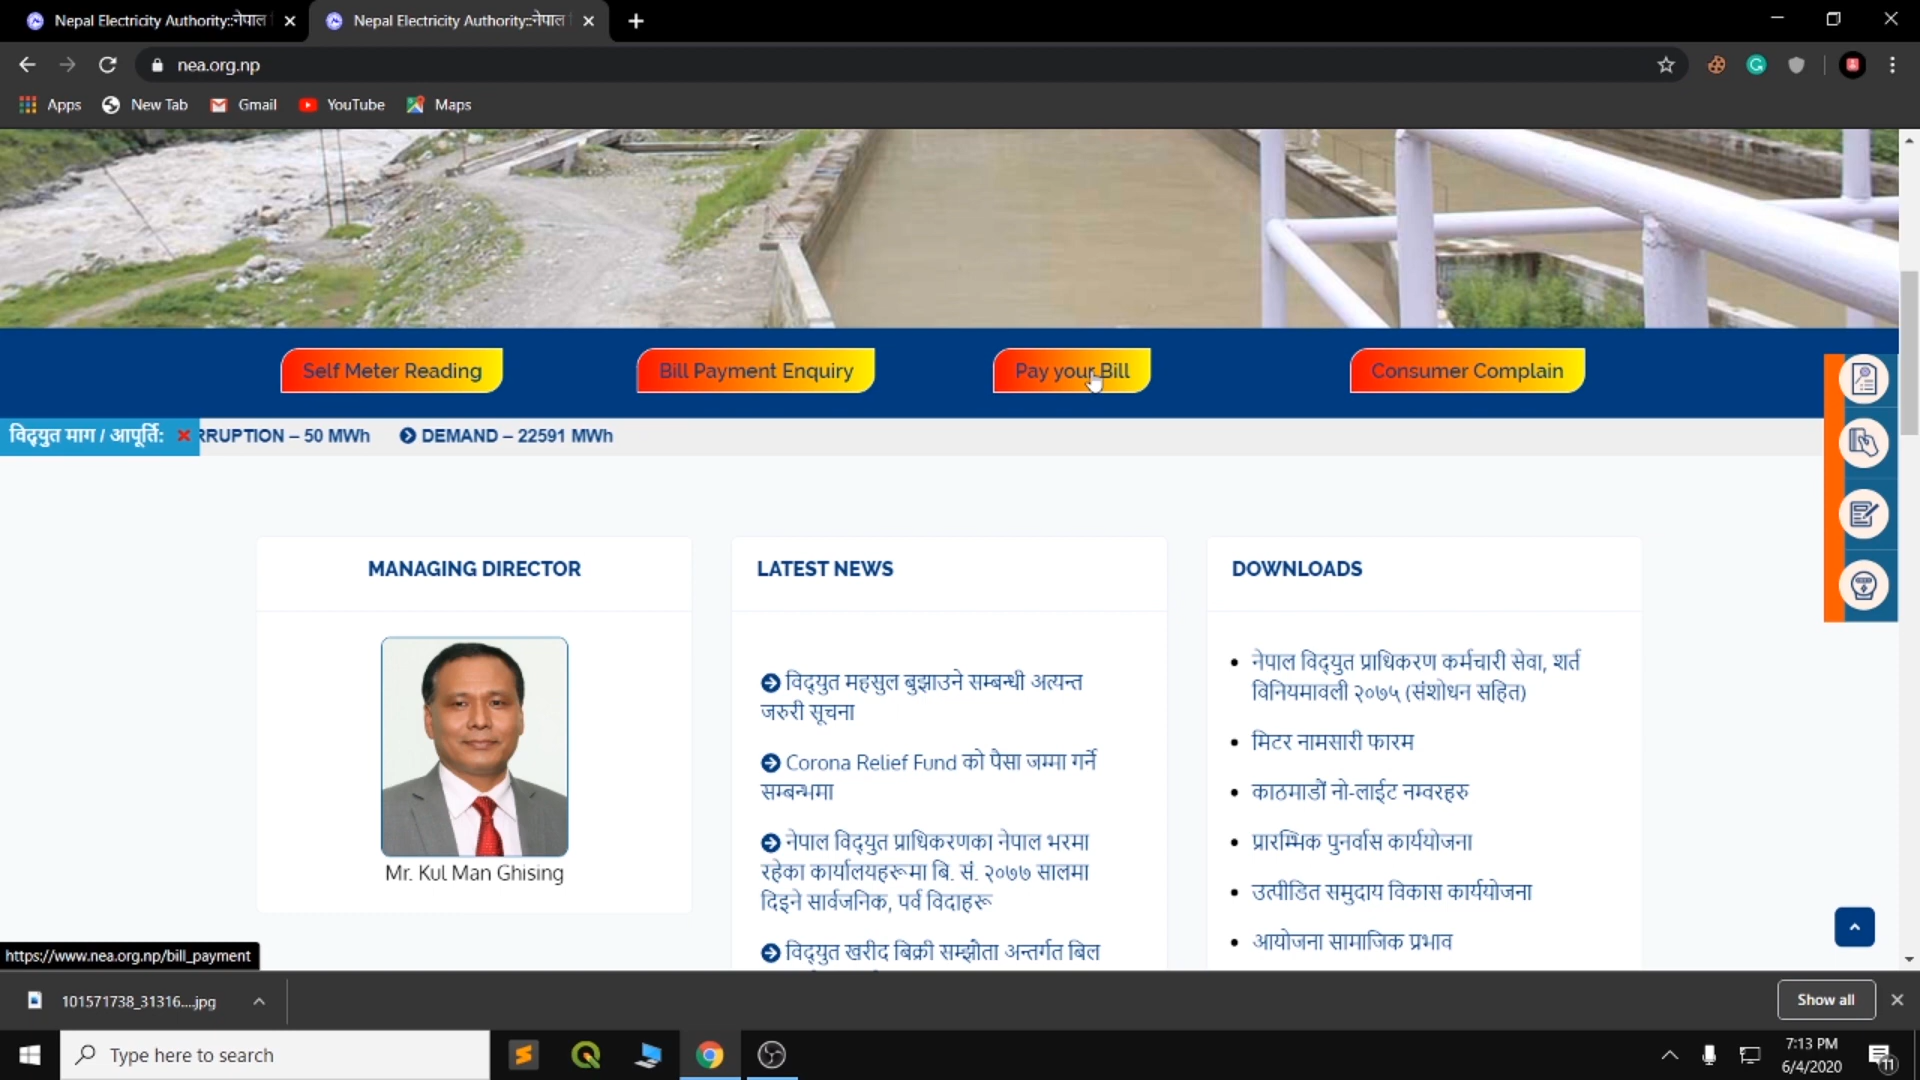 Nepal Electricity Authority::नेपाल
Nepal Electricity Authority::नेपाल
nea.org.np
Apps
New Tab
Gmail
YouTube
Maps
Self Meter Reading
Bill Payment Enquiry
Pay your Bill
Consumer Complain
विद्युत माग / आपूर्ति:
RRUPTION – 50 MWh
DEMAND – 22591 MWh
MANAGING DIRECTOR
Mr. Kul Man Ghising
LATEST NEWS
विद्युत महसुल बुझाउने सम्बन्धी अत्यन्त
जरुरी सूचना
Corona Relief Fund को पैसा जम्मा गर्ने
सम्बन्धमा
नेपाल विद्युत प्राधिकरणका नेपाल भरमा
रहेका कार्यालयहरूमा बि. सं. २०७७ सालमा
दिइने सार्वजनिक, पर्व विदाहरू
विद्युत खरीद बिक्री सम्झौता अन्तर्गत बिल
DOWNLOADS
नेपाल विद्युत प्राधिकरण कर्मचारी सेवा, शर्त
विनियमावली २०७५ (संशोधन सहित)
मिटर नामसारी फारम
काठमाडौं नो-लाईट नम्वरहरु
प्रारम्भिक पुनर्वास कार्ययोजना
उत्पीडित समुदाय विकास कार्ययोजना
आयोजना सामाजिक प्रभाव
https://www.nea.org.np/bill_payment
101571738_31316....jpg
Show all
Type here to search
7:13 PM
6/4/2020
11